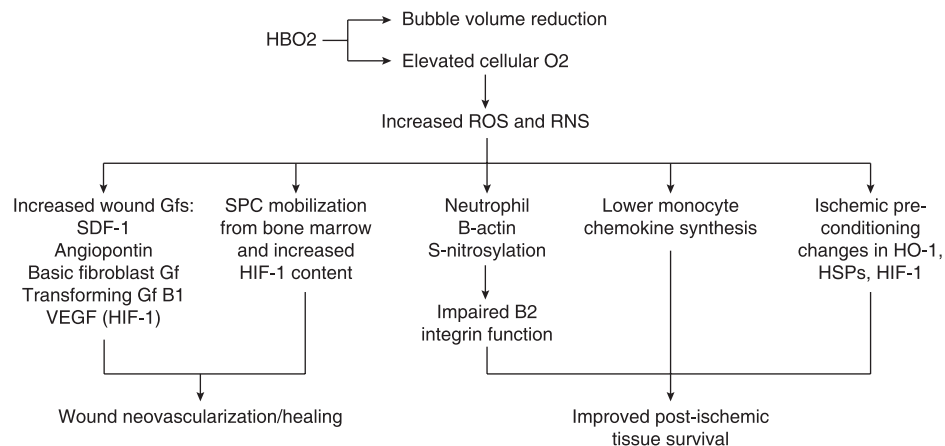 HBO2
Bubble volume reduction
Elevated cellular O2
Increased ROS and RNS
Increased wound Gfs:
SDF-1
Angiopontin
Basic fibroblast Gf
Transforming Gf B1
VEGF (HIF-1)
SPC mobilization
from bone marrow
and increased
HIF-1 content
Neutrophil
B-actin
S-nitrosylation
Impaired B2
integrin function
Lower monocyte
chemokine synthesis
Ischemic pre-
conditioning
changes in HO-1,
HSPs, HIF-1
Wound neovascularization/healing
Improved post-ischemic
tissue survival